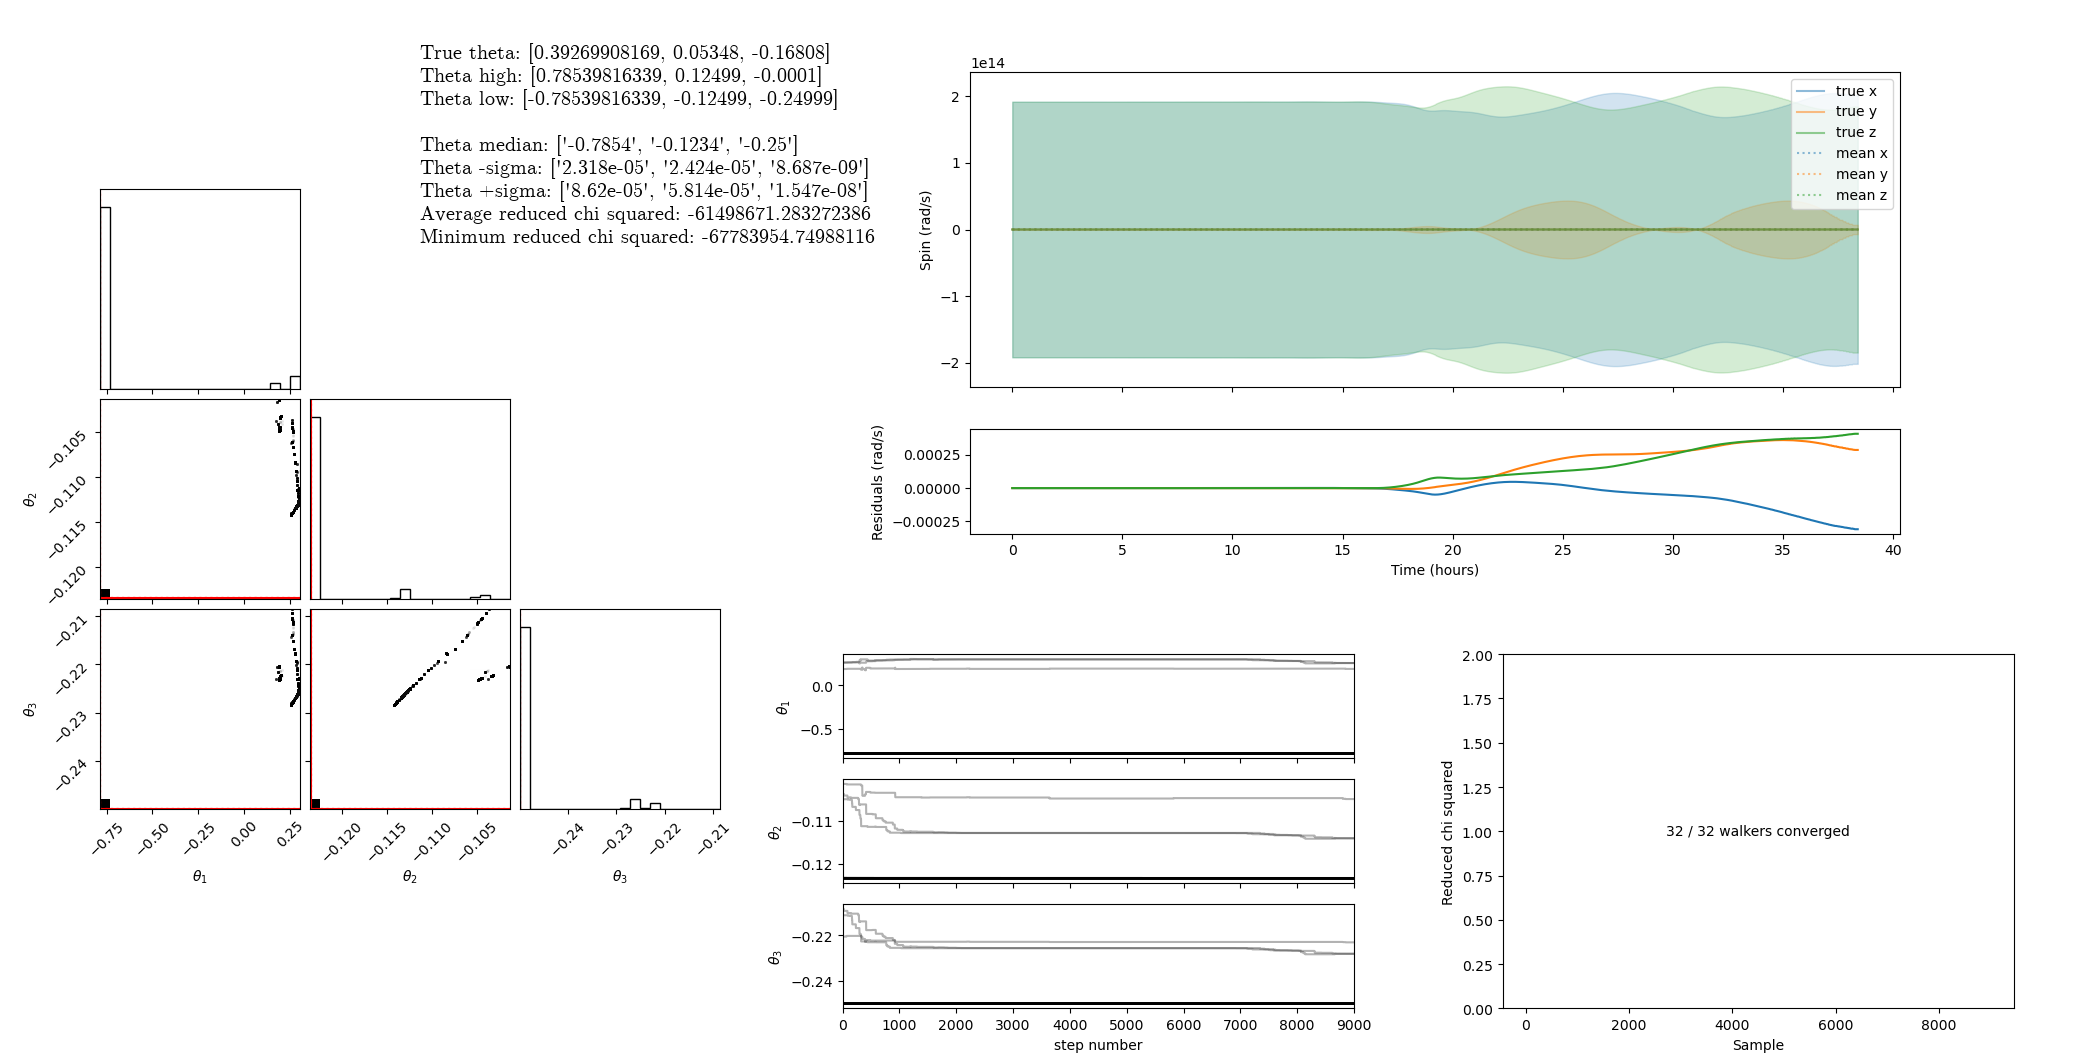 True theta: [0.39269908169, 0.05348, -0.16808]
Theta high: [0.78539816339, 0.12499, -0.0001]
Theta low: [-0.78539816339, -0.12499, -0.24999]
Theta median: ['-0.7854', '-0.1234', '-0.25']
Theta -sigma: ['2.318e-05', '2.424e-05', '8.687e-09']
Theta +sigma: ['8.62e-05', '5.814e-05', '1.547e-08']
Average reduced chi squared: -61498671.283272386
Minimum reduced chi squared: -67783954.74988116
1e14
2
1
0
−1
−2
Spin (rad/s)
true x
true y
true z
mean x
mean y
mean z
0.00025
0.00000
−0.00025
Residuals (rad/s)
0 5 10 15 20 25 30 35 40
Time (hours)
−0.105
−0.110
−0.115
−0.120
θ2
−0.21
−0.22
−0.23
−0.24
θ3
−0.75 −0.50 −0.25 0.00 0.25
θ1
−0.120 −0.115 −0.110 −0.105
θ2
−0.24 −0.23 −0.22 −0.21
θ3
0.0
−0.5
θ1
−0.11
−0.12
θ2
−0.22
−0.24
θ3
0 1000 2000 3000 4000 5000 6000 7000 8000 9000
step number
2.00
1.75
1.50
1.25
1.00
0.75
0.50
0.25
0.00
Reduced chi squared
32 / 32 walkers converged
0 2000 4000 6000 8000
Sample